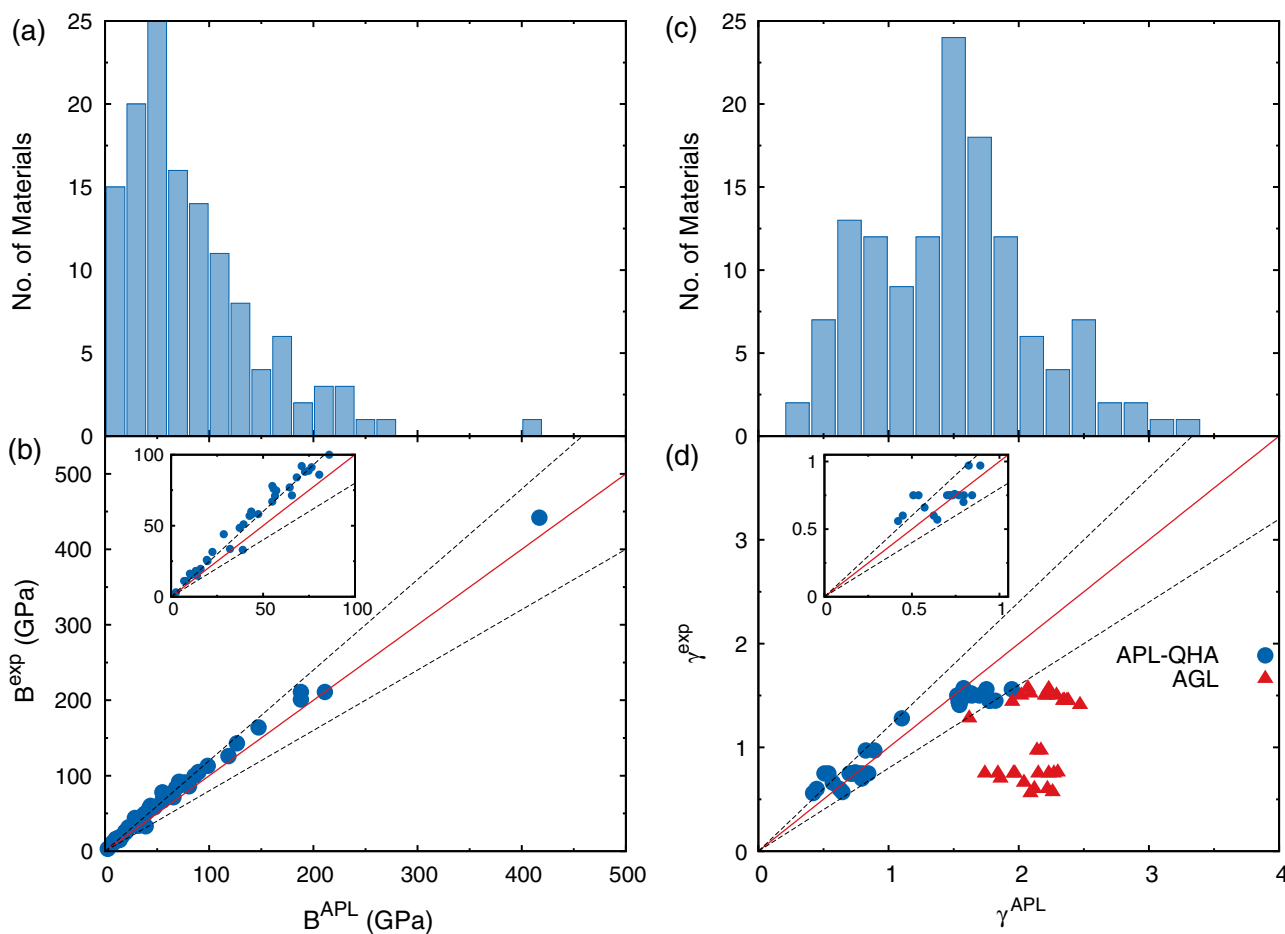 (a)
No. of Materials
25
20
15
10
5
0
(c)
No. of Materials
25
20
15
10
5
0
(b)
B^exp (GPa)
500
400
300
200
100
0
100
50
0
0 50 100
0 100 200 300 400 500
B^APL (GPa)
(d)
γ^exp
3
2
1
0
1
0.5
0
0 0.5 1
APL-QHA
AGL
0 1 2 3 4
γ^APL